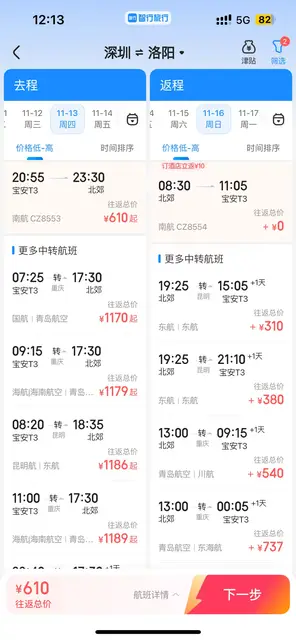 12:13
智行旅行
5G
82
深圳 ⇌ 洛阳
津贴
筛选
2
去程
11-12
周三
11-13
周四
11-14
周五
价格低-高
时间排序
20:55
23:30
宝安T3
北郊
往返总价
南航 CZ8553
¥610起
更多中转航班
07:25
转
17:30
宝安T3
重庆
北郊
往返总价
国航 | 青岛航空
¥1170起
09:15
转
17:30
宝安T3
重庆
北郊
往返总价
海航|海南航空 | 青岛...
¥1179起
08:20
转
18:35
宝安T3
昆明
北郊
往返总价
昆明航 | 东航
¥1186起
11:00
转
17:30
宝安T3
重庆
北郊
往返总价
海航|海南航空 | 青岛...
¥1189起
返程
11-15
周六
11-16
周日
11-17
周一
价格低-高
时间排序
订酒店立返¥10
08:30
11:05
北郊
宝安T3
往返总价
南航 CZ8554
+¥0
更多中转航班
19:25
转
15:05
+1天
北郊
昆明
宝安T3
往返总价
东航 | 东航
+¥310
19:25
转
21:10
+1天
北郊
昆明
宝安T3
往返总价
东航 | 东航
+¥380
13:00
转
09:15
+1天
北郊
重庆
宝安T3
往返总价
青岛航空 | 川航
+¥540
13:00
转
00:05
+1天
北郊
重庆
宝安T3
往返总价
青岛航空 | 东海航
+¥737
¥610
往返总价
航班详情
下一步